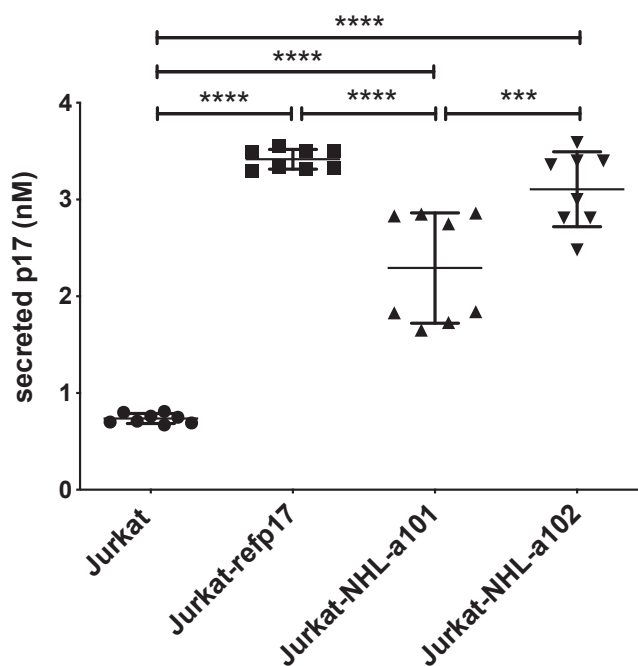 ****
****
**** **** ***
4
3
2
1
0
secreted p17 (nM)
Jurkat
Jurkat-refp17
Jurkat-NHL-a101
Jurkat-NHL-a102